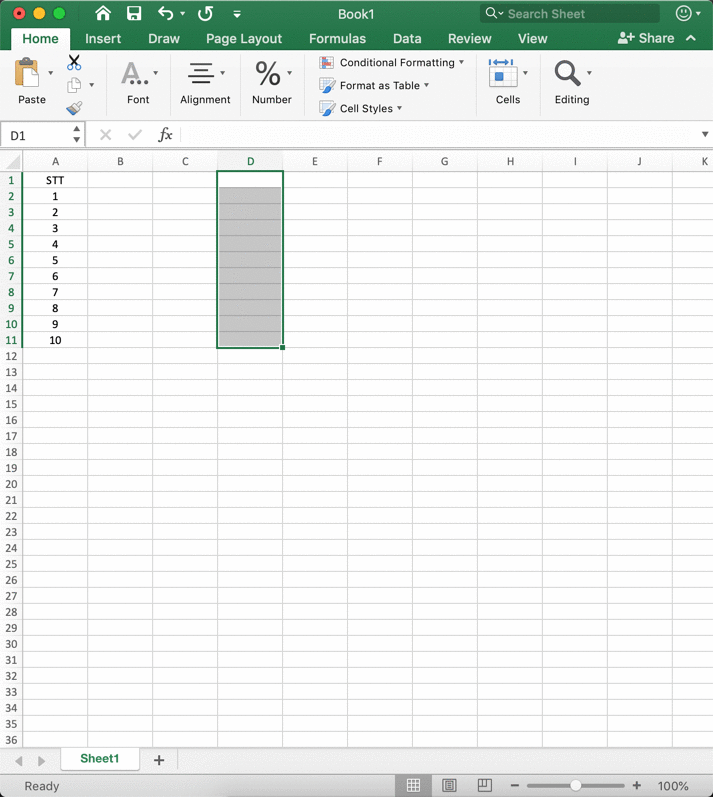 Book1
Search Sheet
Home Insert Draw Page Layout Formulas Data Review View Share
Paste
A..
Font
Alignment
%
Number
Conditional Formatting
Format as Table
Cell Styles
Cells
Editing
D1 fx
A B C D E F G H I J K
1 STT
2 1
3 2
4 3
5 4
6 5
7 6
8 7
9 8
10 9
11 10
12
13
14
15
16
17
18
19
20
21
22
23
24
25
26
27
28
29
30
31
32
33
34
35
36
Sheet1 +
Ready − + 100%